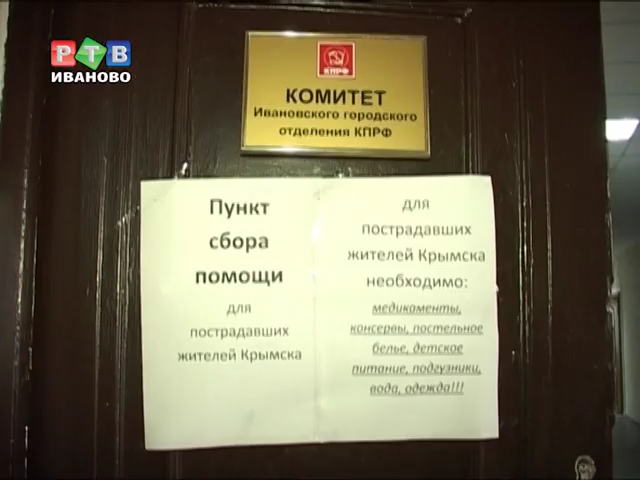 РТВ
ИВАНОВО
КПРФ
КОМИТЕТ
Ивановского городского
отделения КПРФ
Пункт
сбора
помощи
для
пострадавших
жителей Крымска
для
пострадавших
жителей Крымска
необходимо:
медикаменты,
консервы, постельное
белье, детское
питание, подгузники,
вода, одежда!!!